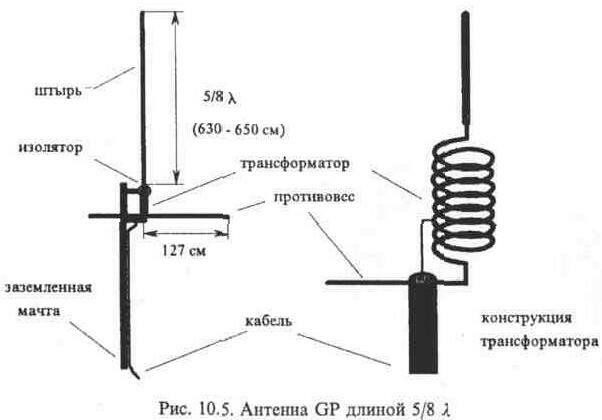 штырь
5/8 λ
(630 - 650 см)
изолятор
трансформатор
противовес
127 см
заземленная
мачта
кабель
конструкция
трансформатора
Рис. 10.5. Антенна GP длиной 5/8 λ